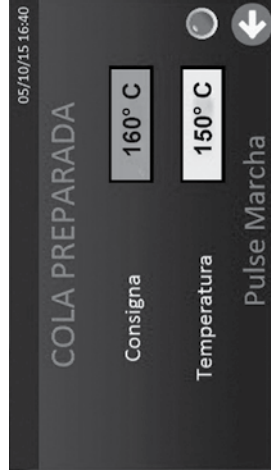 05/10/15 16:40
COLA PREPARADA
Consigna 160° C
Temperatura 150° C
Pulse Marcha